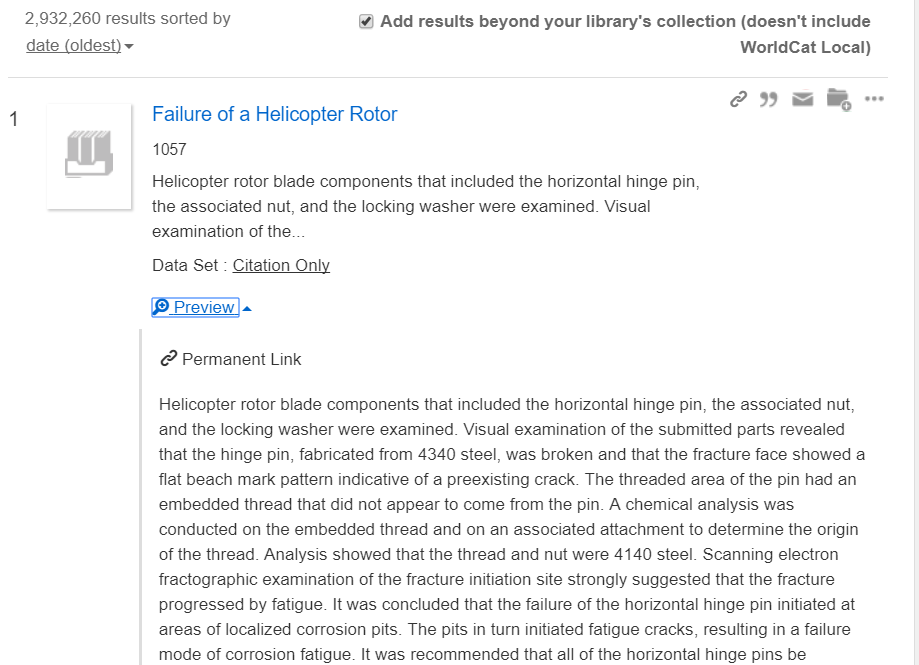 2,932,260 results sorted by
date (oldest)
Add results beyond your library's collection (doesn't include
WorldCat Local)
1
Failure of a Helicopter Rotor
1057
Helicopter rotor blade components that included the horizontal hinge pin,
the associated nut, and the locking washer were examined. Visual
examination of the...
Data Set : Citation Only
Preview
Permanent Link
Helicopter rotor blade components that included the horizontal hinge pin, the associated nut,
and the locking washer were examined. Visual examination of the submitted parts revealed
that the hinge pin, fabricated from 4340 steel, was broken and that the fracture face showed a
flat beach mark pattern indicative of a preexisting crack. The threaded area of the pin had an
embedded thread that did not appear to come from the pin. A chemical analysis was
conducted on the embedded thread and on an associated attachment to determine the origin
of the thread. Analysis showed that the thread and nut were 4140 steel. Scanning electron
fractographic examination of the fracture initiation site strongly suggested that the fracture
progressed by fatigue. It was concluded that the failure of the horizontal hinge pin initiated at
areas of localized corrosion pits. The pits in turn initiated fatigue cracks, resulting in a failure
mode of corrosion fatigue. It was recommended that all of the horizontal hinge pins be